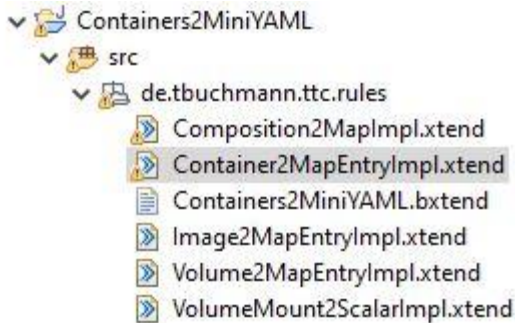 Containers2MiniYAML
src
de.tbuchmann.ttc.rules
Composition2MapImpl.xtend
Container2MapEntryImpl.xtend
Containers2MiniYAML.bxtend
Image2MapEntryImpl.xtend
Volume2MapEntryImpl.xtend
VolumeMount2ScalarImpl.xtend